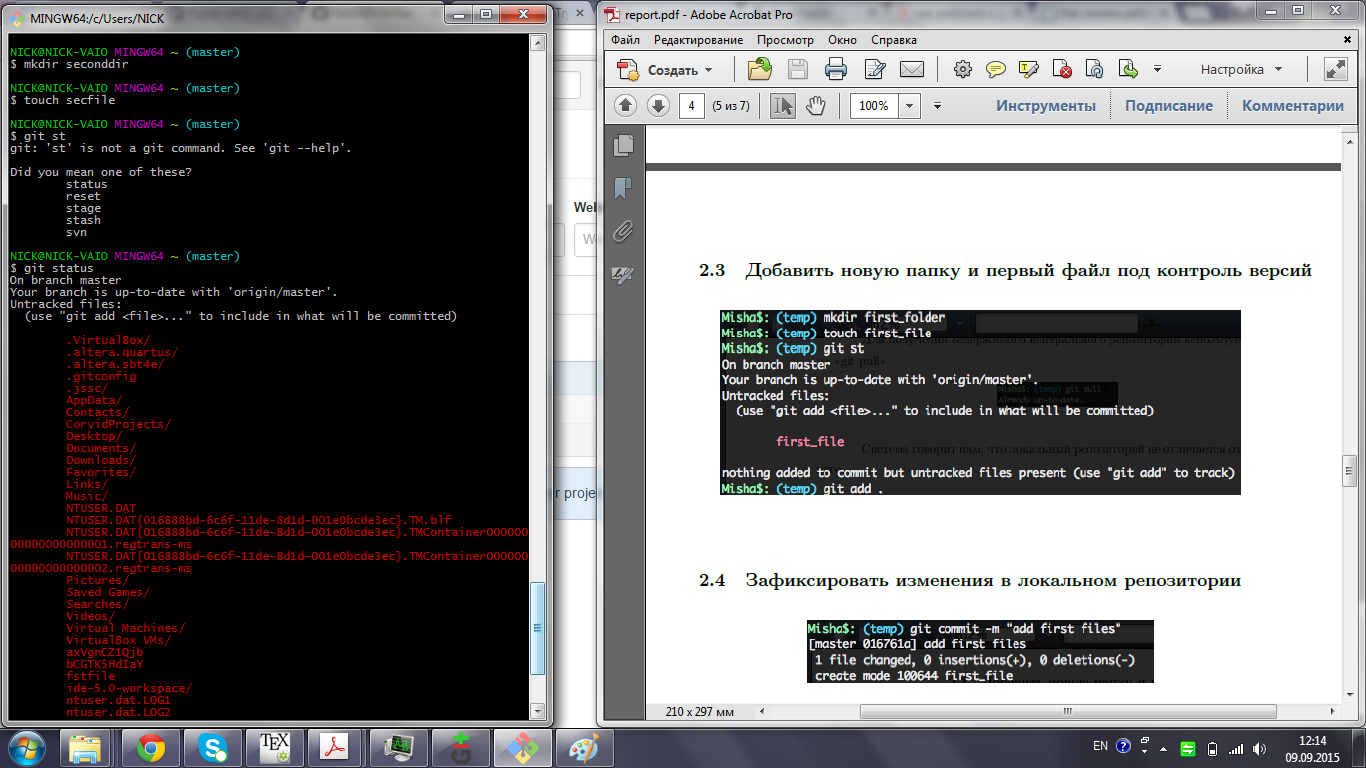 MINGW64:/c/Users/NICK
NICK@NICK-VAIO MINGW64 ~ (master)
$ mkdir seconddir
NICK@NICK-VAIO MINGW64 ~ (master)
$ touch secfile
NICK@NICK-VAIO MINGW64 ~ (master)
$ git st
git: 'st' is not a git command. See 'git --help'.
Did you mean one of these?
status
reset
stage
stash
svn
NICK@NICK-VAIO MINGW64 ~ (master)
$ git status
On branch master
Your branch is up-to-date with 'origin/master'.
Untracked files:
(use "git add <file>..." to include in what will be committed)
.VirtualBox/
.altera.quartus/
.altera.sbt4e/
.gitconfig
.jssc/
AppData/
Contacts/
CorvidProjects/
Desktop/
Documents/
Downloads/
Favorites/
Links/
Music/
NTUSER.DAT
NTUSER.DAT{016888bd-6c6f-11de-8d1d-001e0bcde3ec}.TM.blf
NTUSER.DAT{016888bd-6c6f-11de-8d1d-001e0bcde3ec}.TMContainer000000
00000000000001.regtrans-ms
NTUSER.DAT{016888bd-6c6f-11de-8d1d-001e0bcde3ec}.TMContainer000000
00000000000002.regtrans-ms
Pictures/
Saved Games/
Searches/
Videos/
Virtual Machines/
VirtualBox VMs/
axVgnCZ1Qjb
bCGTK5HdIaY
fstfile
ide-5.0-workspace/
ntuser.dat.LOG1
ntuser.dat.LOG2
Wel
r proje
report.pdf - Adobe Acrobat Pro
Файл Редактирование Просмотр Окно Справка
Создать
Настройка
4 (5 из 7) 100% Инструменты Подписание Комментарии
2.3 Добавить новую папку и первый файл под контроль версий
Misha$: (temp) mkdir first_folder
Misha$: (temp) touch first_file
Misha$: (temp) git st
On branch master
Your branch is up-to-date with 'origin/master'.
Untracked files:
(use "git add <file>..." to include in what will be committed)
first_file
nothing added to commit but untracked files present (use "git add" to track)
Misha$: (temp) git add .
2.4 Зафиксировать изменения в локальном репозитории
Misha$: (temp) git commit -m "add first files"
[master 016761a] add first files
1 file changed, 0 insertions(+), 0 deletions(-)
create mode 100644 first_file
210 x 297 мм
EN
12:14
09.09.2015